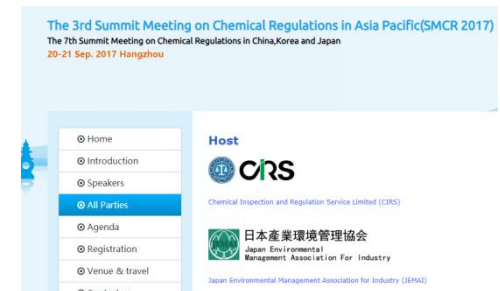 The 3rd Summit Meeting on Chemical Regulations in Asia Pacific(SMCR 2017)
The 7th Summit Meeting on Chemical Regulations in China,Korea and Japan
20-21 Sep. 2017 Hangzhou
Home
Introduction
Speakers
All Parties
Agenda
Registration
Venue & travel
Host
CIRS
Chemical Inspection and Regulation Service Limited (CIRS)
JEMAI
日本産業環境管理協会
Japan Environmental
Management Association For Industry
Japan Environmental Management Association for Industry (JEMAI)